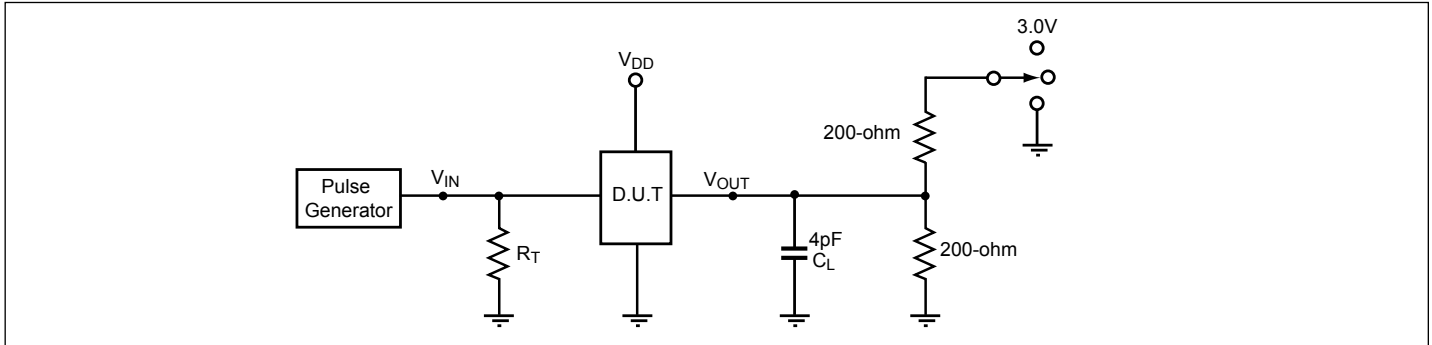 3.0V
VDD
200-ohm
Pulse
Generator
VIN
D.U.T
VOUT
RT
4pF
CL
200-ohm